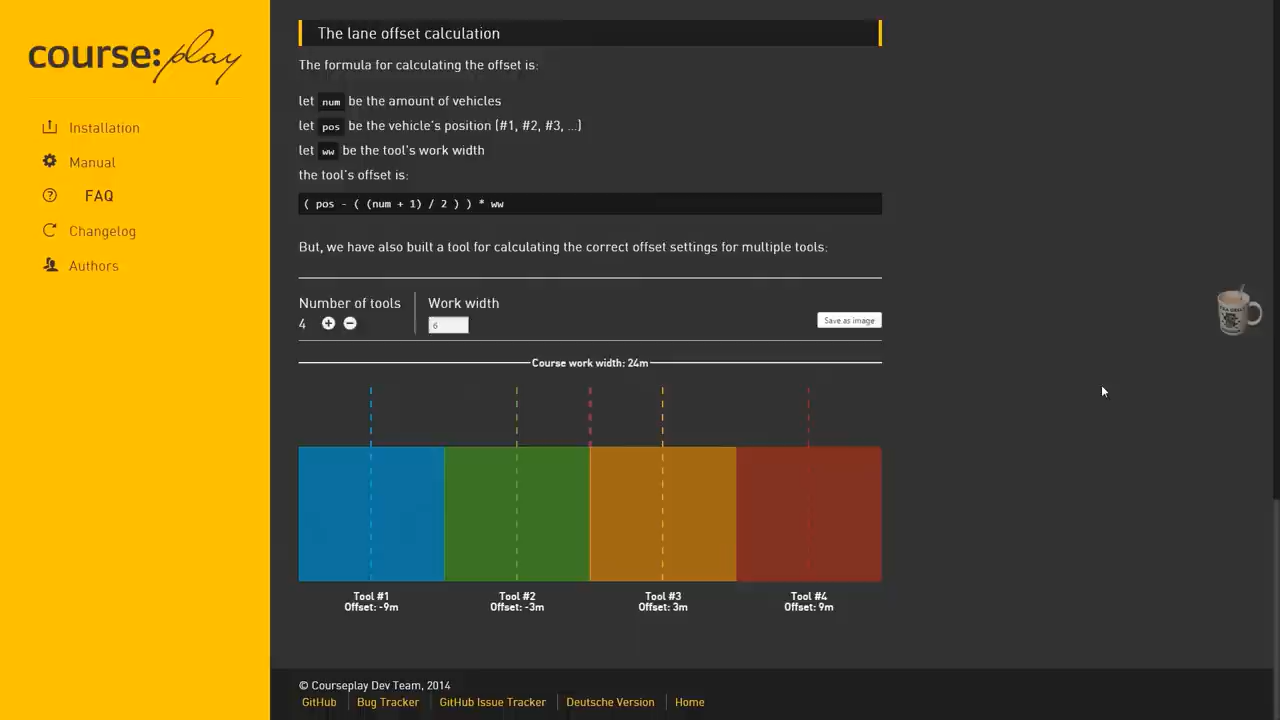 course:play
Installation
Manual
FAQ
Changelog
Authors
The lane offset calculation
The formula for calculating the offset is:
let num be the amount of vehicles
let pos be the vehicle's position (#1, #2, #3, ...)
let ww be the tool's work width
the tool's offset is:
( pos - ( (num + 1) / 2 ) ) * ww
But, we have also built a tool for calculating the correct offset settings for multiple tools:
Number of tools
4
Work width
6
Save as image
Course work width: 24m
Tool #1
Offset: -9m
Tool #2
Offset: -3m
Tool #3
Offset: 3m
Tool #4
Offset: 9m
© Courseplay Dev Team, 2014
GitHub Bug Tracker GitHub Issue Tracker Deutsche Version Home